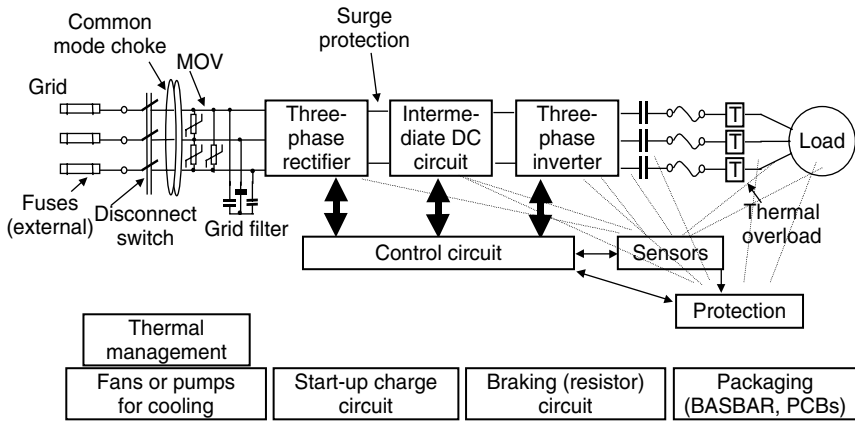 Common
mode choke
Surge
protection
MOV
Grid
Three-
phase
rectifier
Interme-
diate DC
circuit
Three-
phase
inverter
T
T
T
Load
Fuses
(external)
Disconnect
switch
Grid filter
Thermal
overload
Control circuit
Sensors
Protection
Thermal
management
Fans or pumps
for cooling
Start-up charge
circuit
Braking (resistor)
circuit
Packaging
(BASBAR, PCBs)